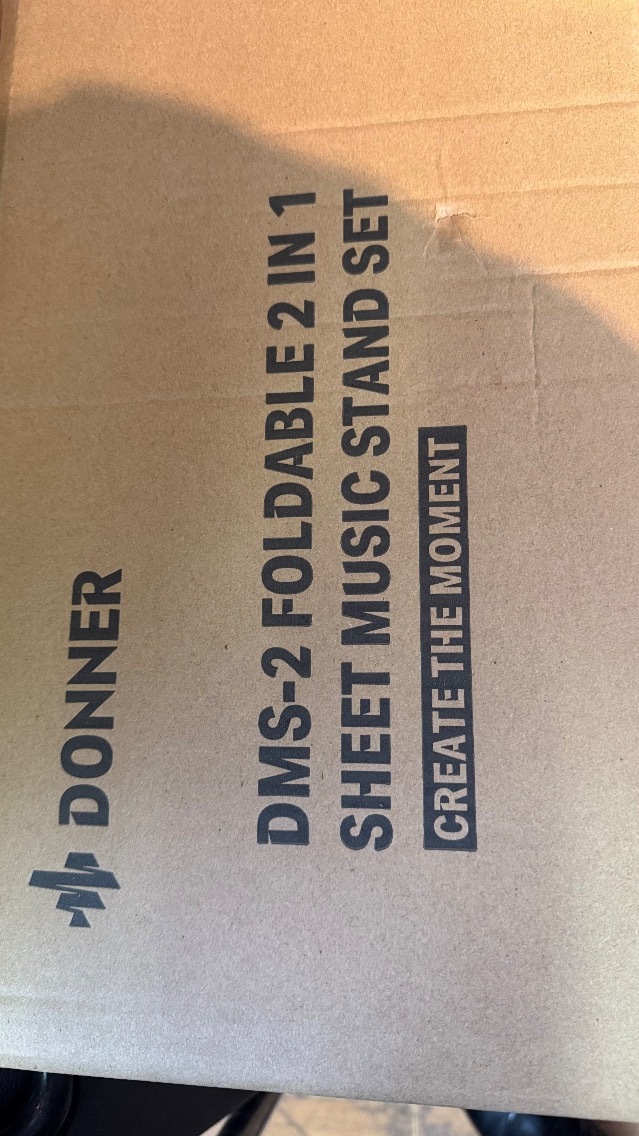 DONNER
DMS-2 FOLDABLE 2 IN 1
SHEET MUSIC STAND SET
CREATE THE MOMENT